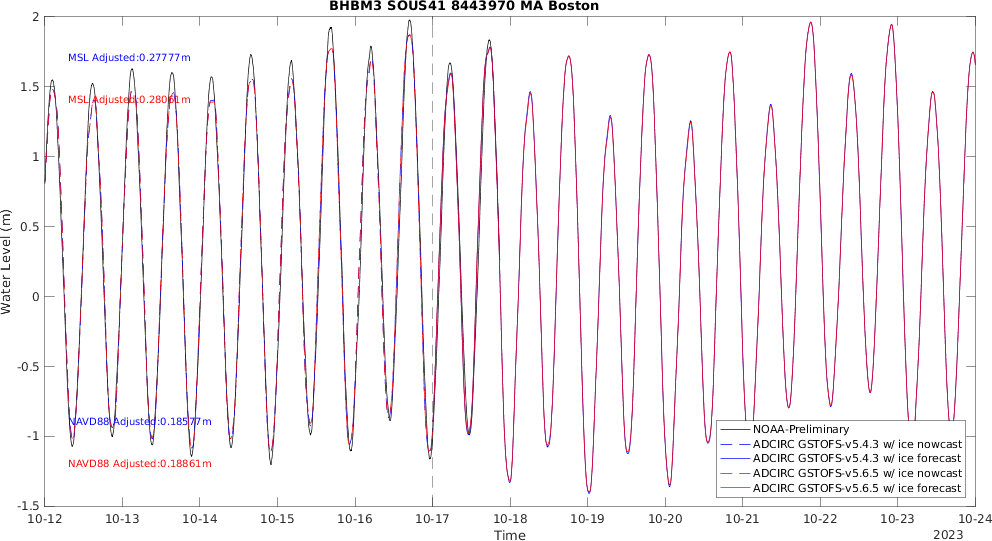 BHBM3 SOUS41 8443970 MA Boston
MSL Adjusted:0.27777m
MSL Adjusted:0.28061m
NAVD88 Adjusted:0.18577m
NAVD88 Adjusted:0.18861m
Water Level (m)
2
1.5
1
0.5
0
-0.5
-1
-1.5
NOAA-Preliminary
ADCIRC GSTOFS-v5.4.3 w/ ice nowcast
ADCIRC GSTOFS-v5.4.3 w/ ice forecast
ADCIRC GSTOFS-v5.6.5 w/ ice nowcast
ADCIRC GSTOFS-v5.6.5 w/ ice forecast
10-12 10-13 10-14 10-15 10-16 10-17 10-18 10-19 10-20 10-21 10-22 10-23 10-24
Time
2023